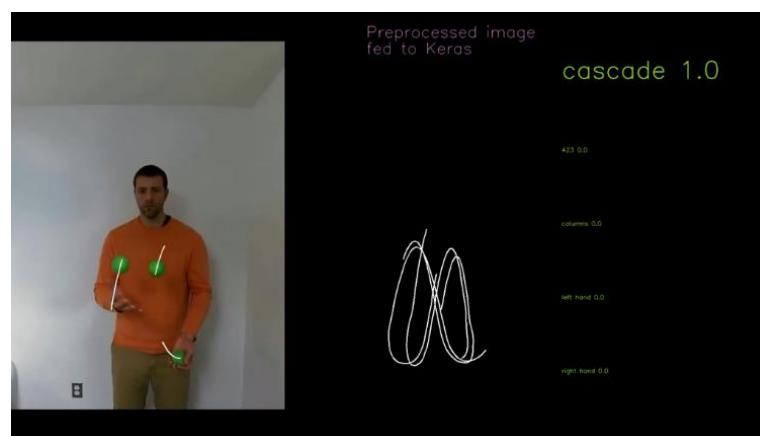 Preprocessed image
fed to Keras
cascade 1.0
423 0.0
columns 0.0
left hand 0.0
right hand 0.0